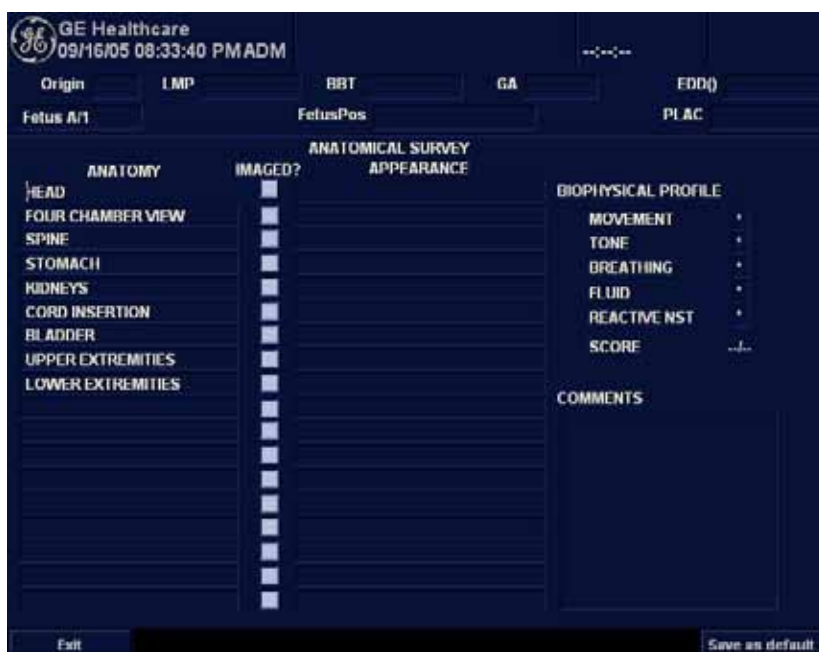 GE Healthcare
09/16/05 08:33:40 PM ADM --:--:--
Origin LMP BBT GA EDD()
Fetus A/1 FetusPos PLAC
ANATOMICAL SURVEY
ANATOMY IMAGED? APPEARANCE
HEAD
FOUR CHAMBER VIEW
SPINE
STOMACH
KIDNEYS
CORD INSERTION
BLADDER
UPPER EXTREMITIES
LOWER EXTREMITIES
BIOPHYSICAL PROFILE
MOVEMENT *
TONE *
BREATHING *
FLUID *
REACTIVE NST *
SCORE --/--
COMMENTS
Exit Save as default